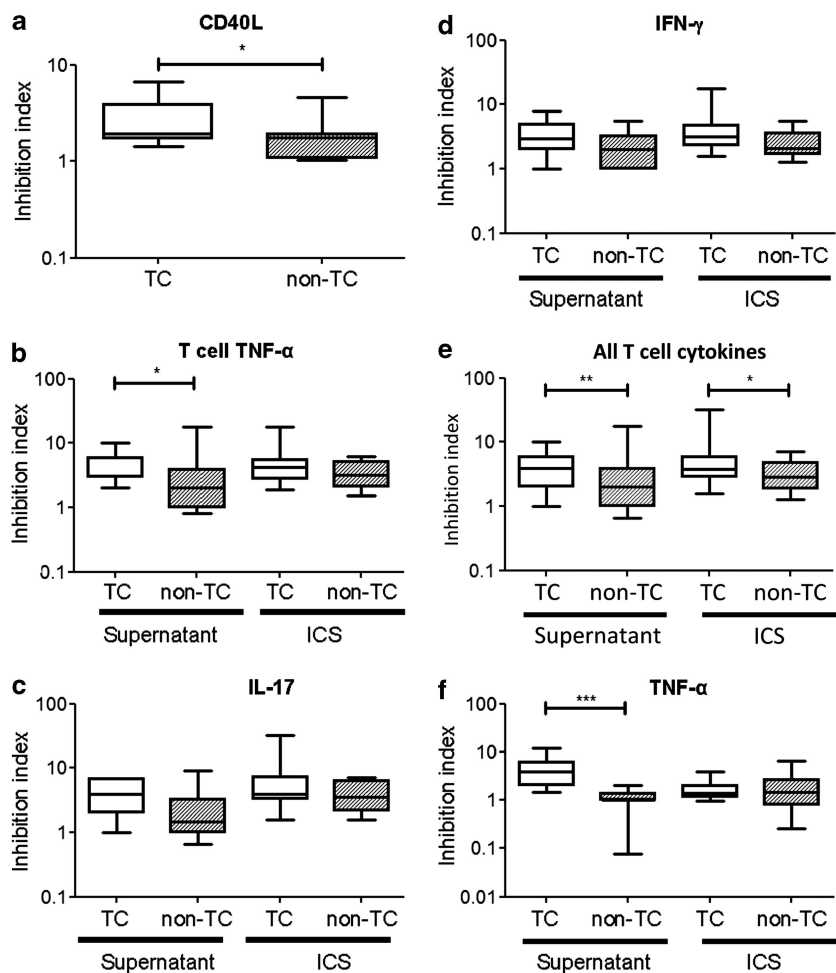 a
CD40L
*
Inhibition index
10
1
0.1
TC non-TC
b
T cell TNF-α
*
Inhibition index
100
10
1
0.1
TC non-TC TC non-TC
Supernatant ICS
c
IL-17
Inhibition index
100
10
1
0.1
TC non-TC TC non-TC
Supernatant ICS
d
IFN-γ
Inhibition index
100
10
1
0.1
TC non-TC TC non-TC
Supernatant ICS
e
All T cell cytokines
** *
Inhibition index
100
10
1
0.1
TC non-TC TC non-TC
Supernatant ICS
f
TNF-α
***
Inhibition index
100
10
1
0.1
0.01
TC non-TC TC non-TC
Supernatant ICS